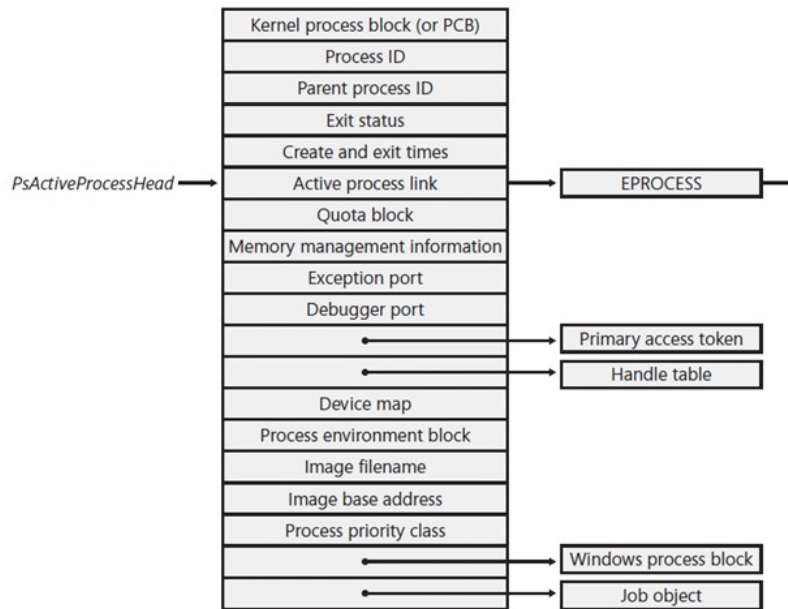 Kernel process block (or PCB)
Process ID
Parent process ID
Exit status
Create and exit times
PsActiveProcessHead
Active process link
EPROCESS
Quota block
Memory management information
Exception port
Debugger port
Primary access token
Handle table
Device map
Process environment block
Image filename
Image base address
Process priority class
Windows process block
Job object